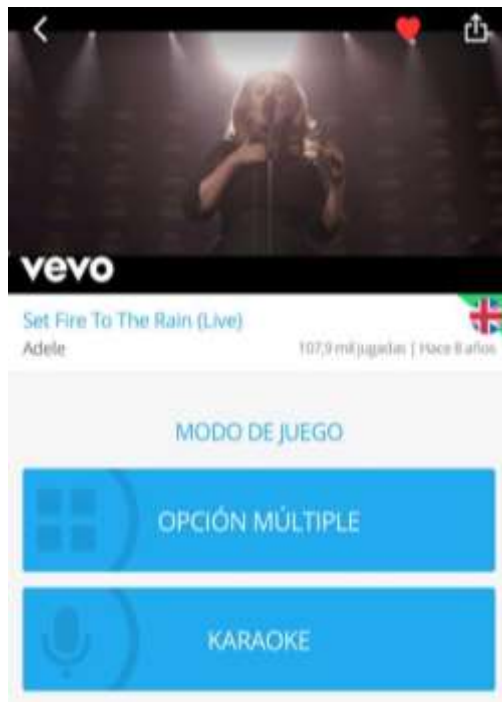 vevo
Set Fire To The Rain (Live)
Adele
107,9 mil jugadas | Hace 8 años
MODO DE JUEGO
OPCIÓN MÚLTIPLE
KARAOKE